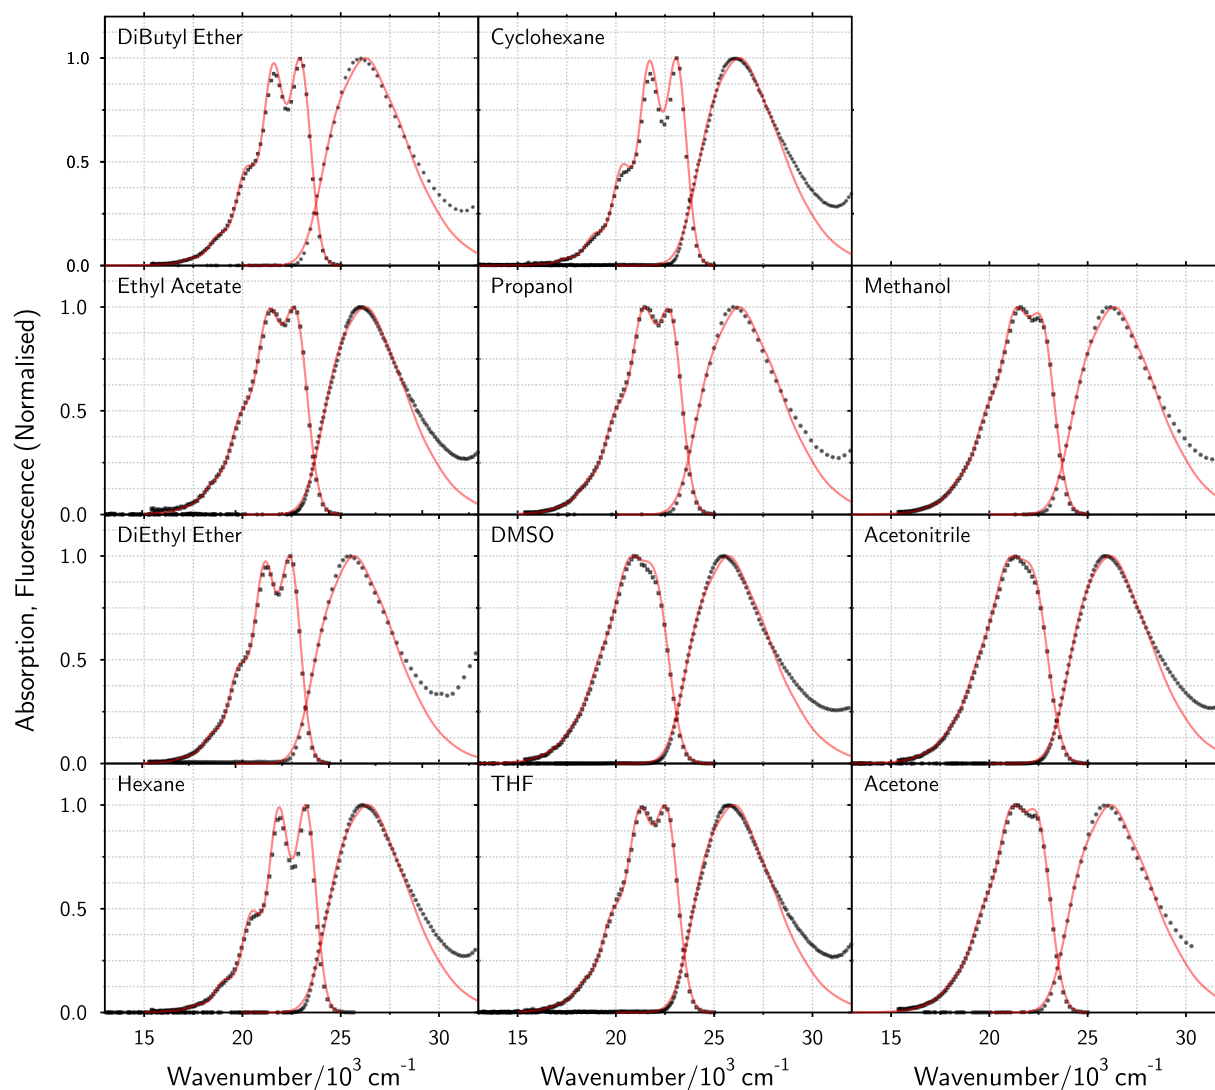 DiButyl Ether
Cyclohexane
1.0
0.5
0.0
Ethyl Acetate
Propanol
Methanol
1.0
0.5
0.0
DiEthyl Ether
DMSO
Acetonitrile
1.0
0.5
0.0
Hexane
THF
Acetone
1.0
0.5
0.0
Absorption, Fluorescence (Normalised)
15 20 25 30 15 20 25 30 15 20 25 30
Wavenumber/10³ cm⁻¹ Wavenumber/10³ cm⁻¹ Wavenumber/10³ cm⁻¹